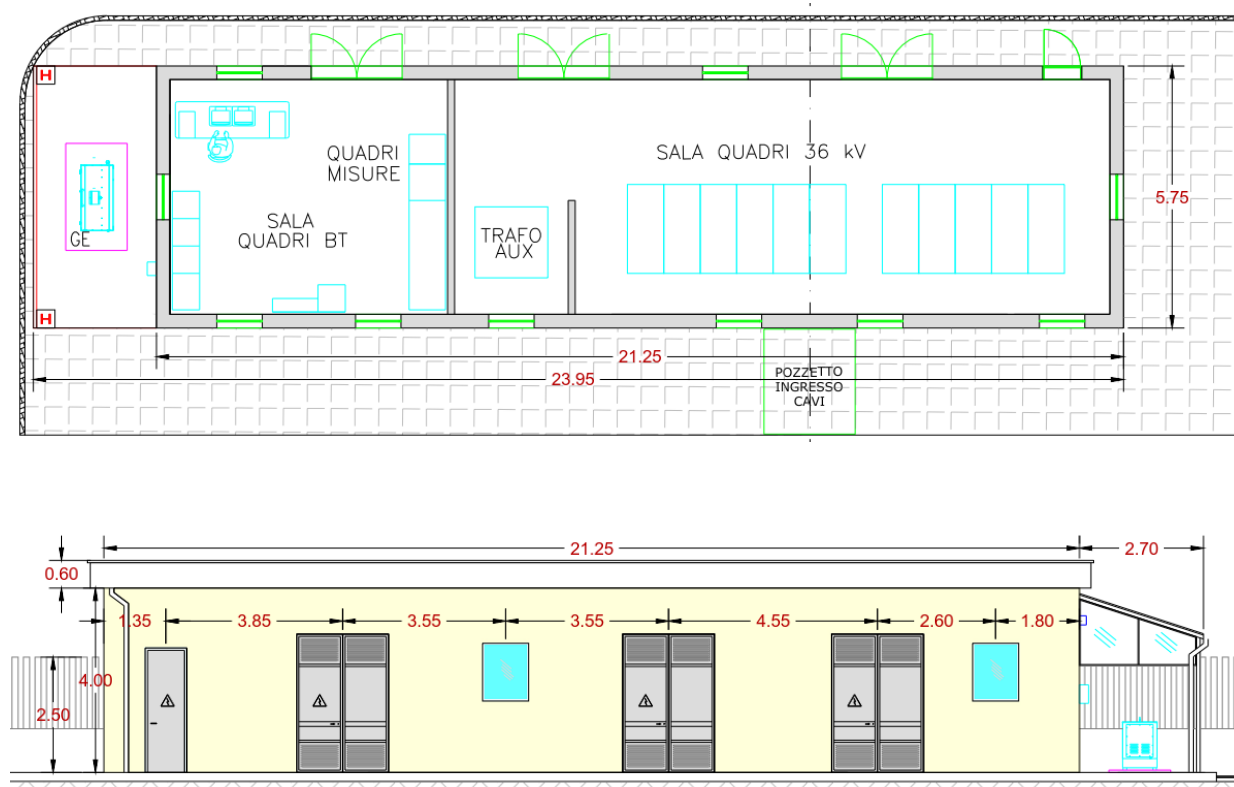 H
QUADRI
MISURE
SALA QUADRI 36 kV
5.75
SALA
QUADRI BT
TRAFO
AUX
GE
H
21.25
23.95
POZZETTO
INGRESSO
CAVI
21.25
2.70
0.60
1.35
3.85
3.55
3.55
4.55
2.60
1.80
4.00
2.50